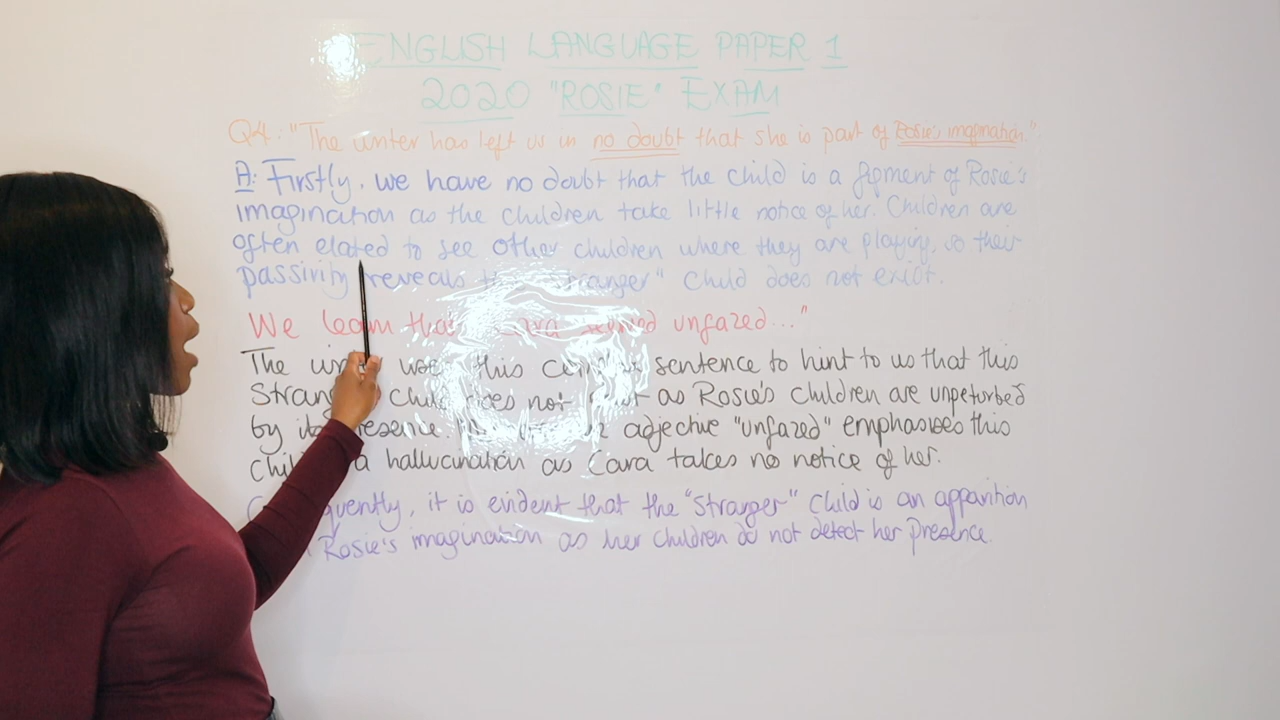 ENGLISH LANGUAGE PAPER 1
2020 "ROSIE" EXAM
Q4: "The writer has left us in no doubt that she is part of Rosie's imagination"
A: Firstly, we have no doubt that the child is a figment of Rosie's
imagination as the children take little notice of her. Children are
often elated to see other children where they are playing, so their
passivity reveals "stranger" child does not exist.
We learn that Cara seemed unfazed..."
The this sentence to hint to us that this
child does not as Rosie's children are unperturbed
by adjective "unfazed" emphasises this
a hallucination as Cara takes no notice of her.
it is evident that the "stranger" child is an apparition
Rosie's imagination as her children do not detect her presence.